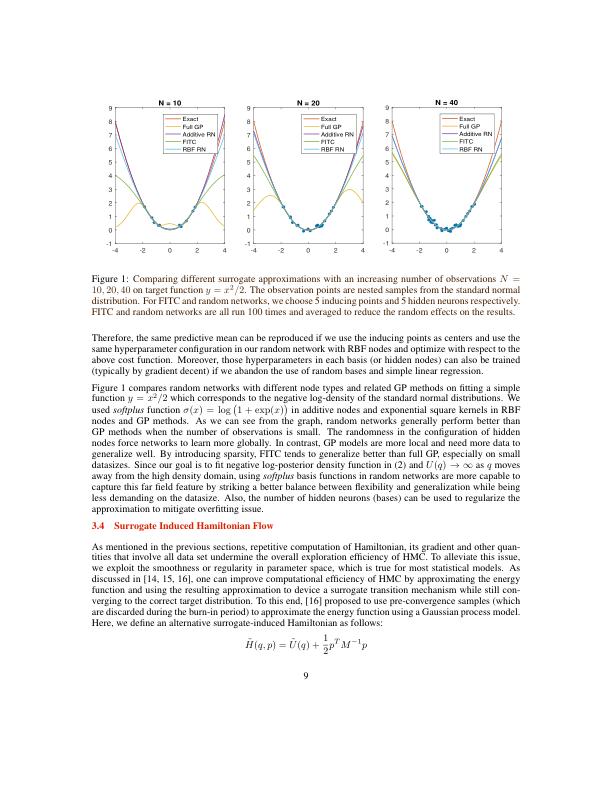 N = 10
9
8
7
6
5
4
3
2
1
0
-1
-4 -2 0 2 4
Exact
Full GP
Additive RN
FITC
RBF RN
N = 20
9
8
7
6
5
4
3
2
1
0
-1
-4 -2 0 2 4
Exact
Full GP
Additive RN
FITC
RBF RN
N = 40
9
8
7
6
5
4
3
2
1
0
-1
-4 -2 0 2 4
Exact
Full GP
Additive RN
FITC
RBF RN
Figure 1: Comparing different surrogate approximations with an increasing number of observations N =
10, 20, 40 on target function y = x²/2. The observation points are nested samples from the standard normal
distribution. For FITC and random networks, we choose 5 inducing points and 5 hidden neurons respectively.
FITC and random networks are all run 100 times and averaged to reduce the random effects on the results.
Therefore, the same predictive mean can be reproduced if we use the inducing points as centers and use the
same hyperparameter configuration in our random network with RBF nodes and optimize with respect to the
above cost function. Moreover, those hyperparameters in each basis (or hidden nodes) can also be trained
(typically by gradient decent) if we abandon the use of random bases and simple linear regression.
Figure 1 compares random networks with different node types and related GP methods on fitting a simple
function y = x²/2 which corresponds to the negative log-density of the standard normal distributions. We
used softplus function σ(x) = log (1 + exp(x)) in additive nodes and exponential square kernels in RBF
nodes and GP methods. As we can see from the graph, random networks generally perform better than
GP methods when the number of observations is small. The randomness in the configuration of hidden
nodes force networks to learn more globally. In contrast, GP models are more local and need more data to
generalize well. By introducing sparsity, FITC tends to generalize better than full GP, especially on small
datasizes. Since our goal is to fit negative log-posterior density function in (2) and U(q) → ∞ as q moves
away from the high density domain, using softplus basis functions in random networks are more capable to
capture this far field feature by striking a better balance between flexibility and generalization while being
less demanding on the datasize. Also, the number of hidden neurons (bases) can be used to regularize the
approximation to mitigate overfitting issue.
3.4 Surrogate Induced Hamiltonian Flow
As mentioned in the previous sections, repetitive computation of Hamiltonian, its gradient and other quan-
tities that involve all data set undermine the overall exploration efficiency of HMC. To alleviate this issue,
we exploit the smoothness or regularity in parameter space, which is true for most statistical models. As
discussed in [14, 15, 16], one can improve computational efficiency of HMC by approximating the energy
function and using the resulting approximation to device a surrogate transition mechanism while still con-
verging to the correct target distribution. To this end, [16] proposed to use pre-convergence samples (which
are discarded during the burn-in period) to approximate the energy function using a Gaussian process model.
Here, we define an alternative surrogate-induced Hamiltonian as follows:
H̃(q, p) = Ũ(q) + 1/2 pᵀM⁻¹p
9